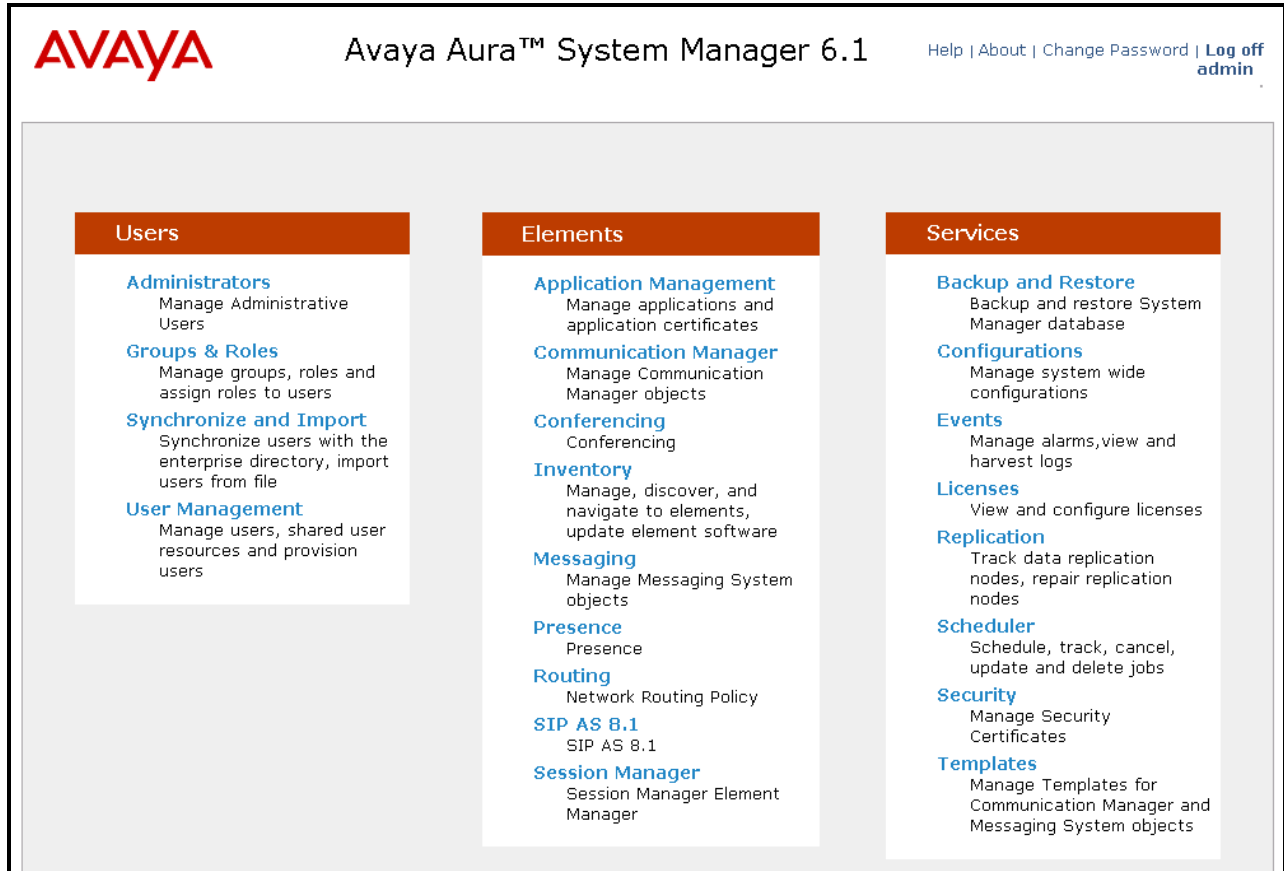 AVAYA
Avaya Aura™ System Manager 6.1
Help | About | Change Password | Log off
admin
Users
Administrators
Manage Administrative
Users
Groups & Roles
Manage groups, roles and
assign roles to users
Synchronize and Import
Synchronize users with the
enterprise directory, import
users from file
User Management
Manage users, shared user
resources and provision
users
Elements
Application Management
Manage applications and
application certificates
Communication Manager
Manage Communication
Manager objects
Conferencing
Conferencing
Inventory
Manage, discover, and
navigate to elements,
update element software
Messaging
Manage Messaging System
objects
Presence
Presence
Routing
Network Routing Policy
SIP AS 8.1
SIP AS 8.1
Session Manager
Session Manager Element
Manager
Services
Backup and Restore
Backup and restore System
Manager database
Configurations
Manage system wide
configurations
Events
Manage alarms,view and
harvest logs
Licenses
View and configure licenses
Replication
Track data replication
nodes, repair replication
nodes
Scheduler
Schedule, track, cancel,
update and delete jobs
Security
Manage Security
Certificates
Templates
Manage Templates for
Communication Manager and
Messaging System objects